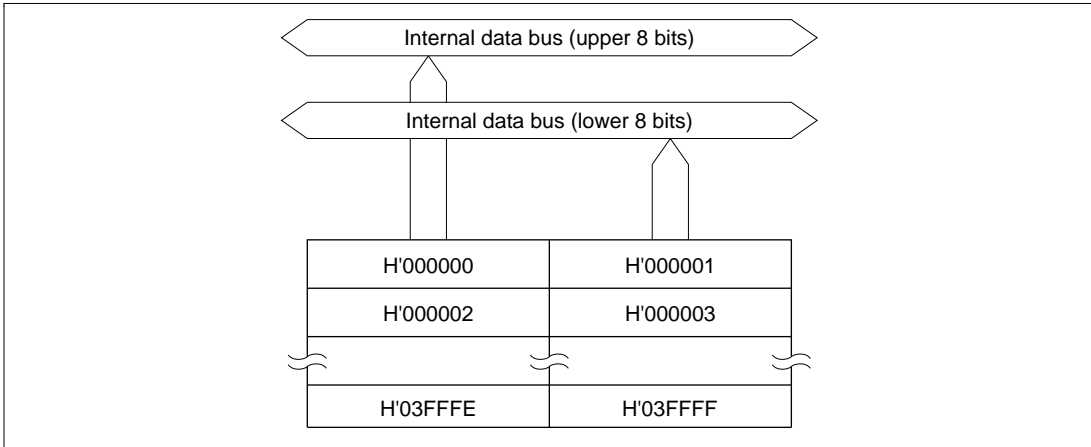 Internal data bus (upper 8 bits)
Internal data bus (lower 8 bits)
H'000000 H'000001
H'000002 H'000003
H'03FFFE H'03FFFF